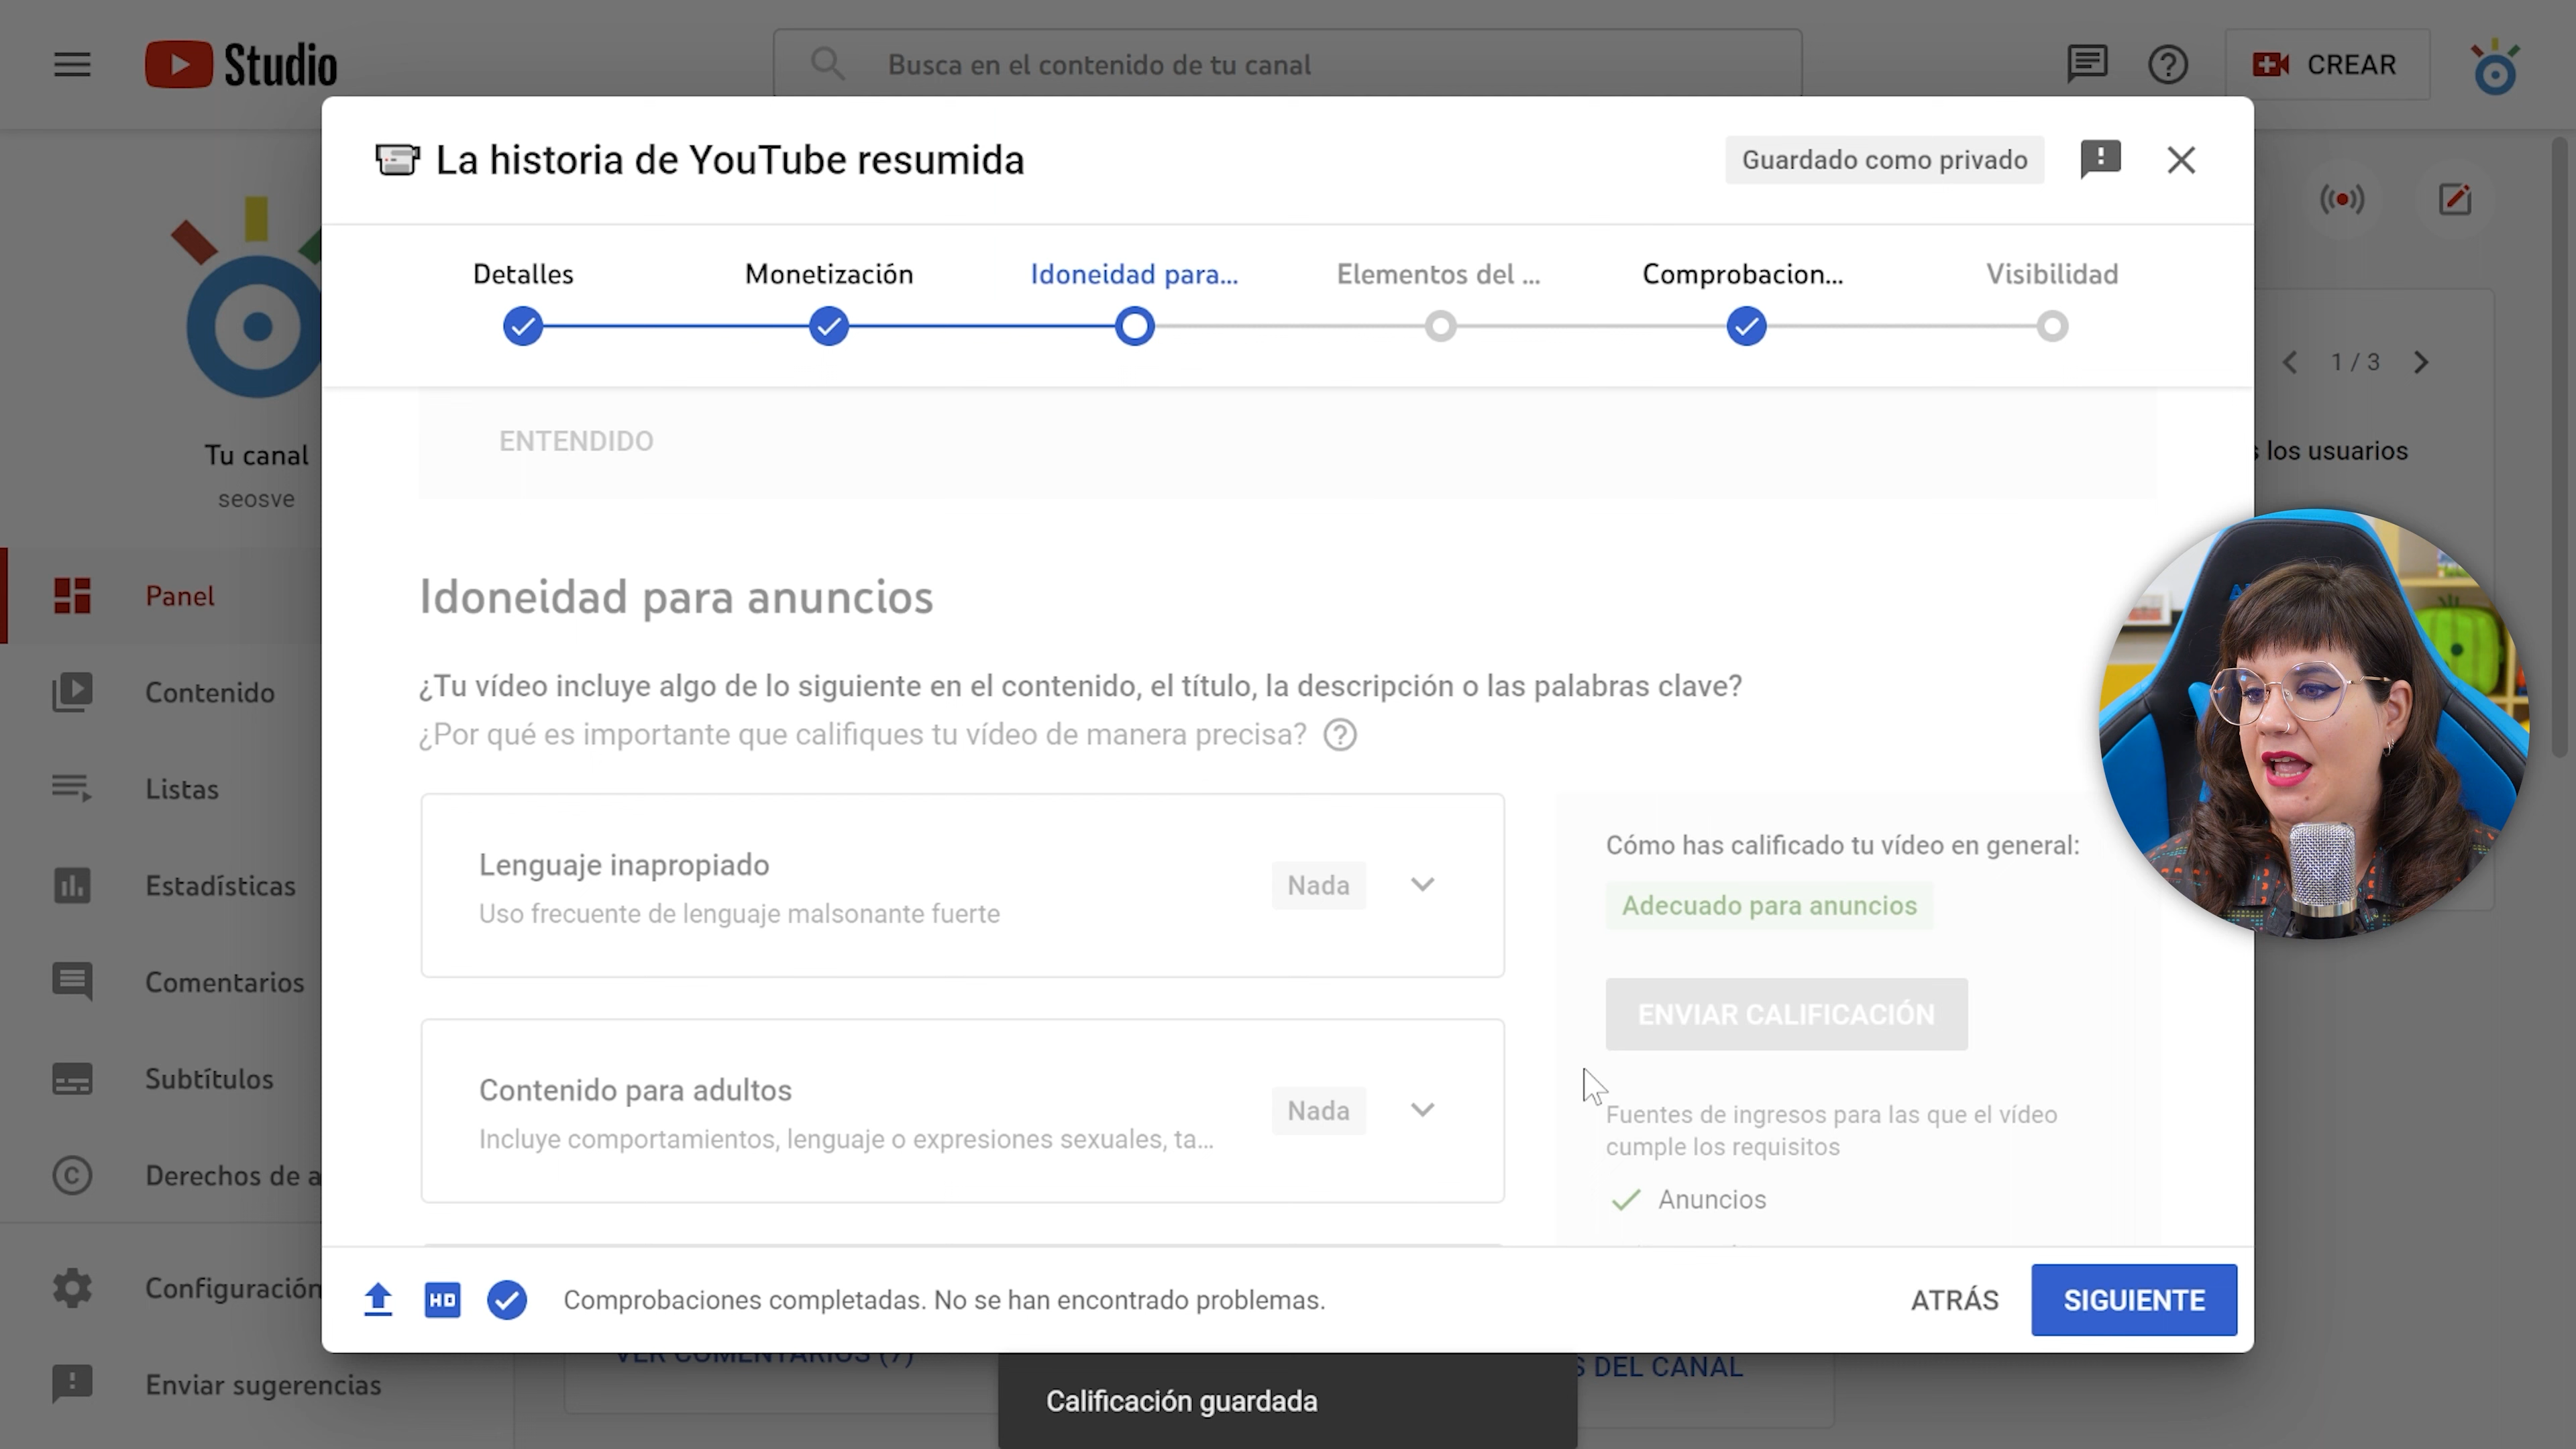 Studio
Busca en el contenido de tu canal
CREAR
La historia de YouTube resumida
Guardado como privado
Detalles
Monetización
Idoneidad para...
Elementos del ...
Comprobacion...
Visibilidad
1 / 3
ENTENDIDO
los usuarios
Tu canal
seosve
Idoneidad para anuncios
¿Tu vídeo incluye algo de lo siguiente en el contenido, el título, la descripción o las palabras clave?
¿Por qué es importante que califiques tu vídeo de manera precisa?
Panel
Contenido
Listas
Estadísticas
Comentarios
Subtítulos
Derechos de a
Configuración
Enviar sugerencias
Lenguaje inapropiado
Uso frecuente de lenguaje malsonante fuerte
Nada
Contenido para adultos
Incluye comportamientos, lenguaje o expresiones sexuales, ta...
Nada
Cómo has calificado tu vídeo en general:
Adecuado para anuncios
ENVIAR CALIFICACIÓN
Fuentes de ingresos para las que el vídeo
cumple los requisitos
Anuncios
HD
Comprobaciones completadas. No se han encontrado problemas.
ATRÁS
SIGUIENTE
VER COMENTARIOS (7)
S DEL CANAL
Calificación guardada